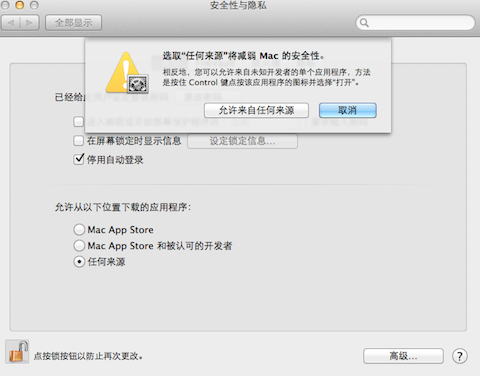 安全性与隐私
全部显示
选取“任何来源”将减弱 Mac 的安全性。
相反地，您可以允许来自未知开发者的单个应用程序，方法
是按住 Control 键点按该应用程序的图标并选择“打开”。
允许来自任何来源
取消
已经给
在屏幕锁定时显示信息
设定锁定信息...
停用自动登录
允许从以下位置下载的应用程序：
Mac App Store
Mac App Store 和被认可的开发者
任何来源
点按锁按钮以防止再次更改。
高级...
?